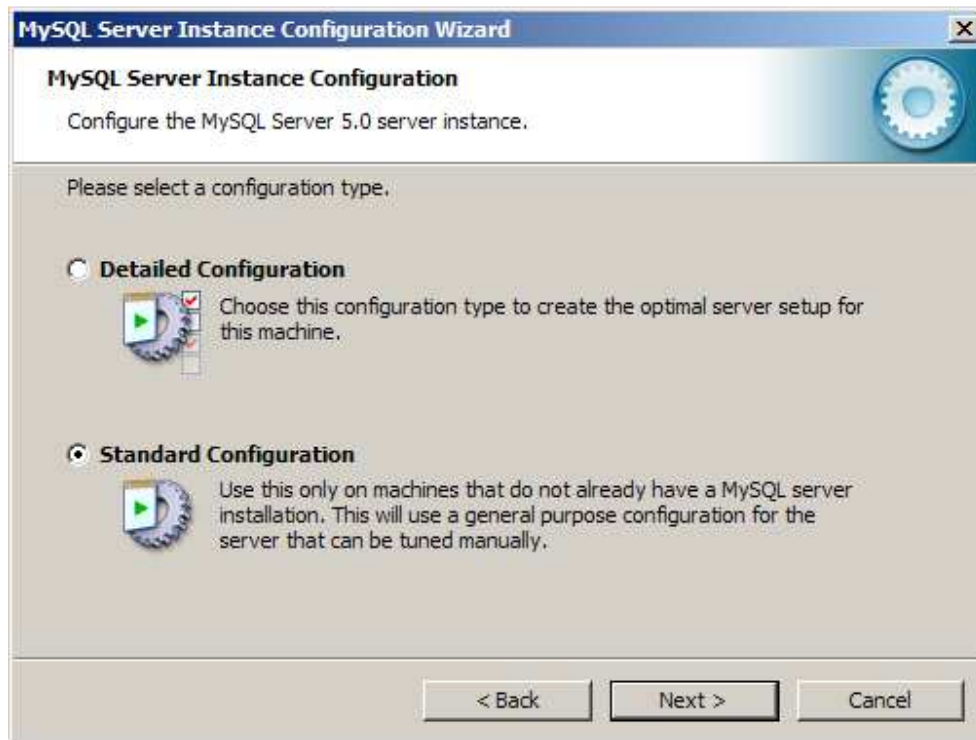 MySQL Server Instance Configuration Wizard
MySQL Server Instance Configuration
Configure the MySQL Server 5.0 server instance.
Please select a configuration type.
Detailed Configuration
Choose this configuration type to create the optimal server setup for
this machine.
Standard Configuration
Use this only on machines that do not already have a MySQL server
installation. This will use a general purpose configuration for the
server that can be tuned manually.
< Back Next > Cancel